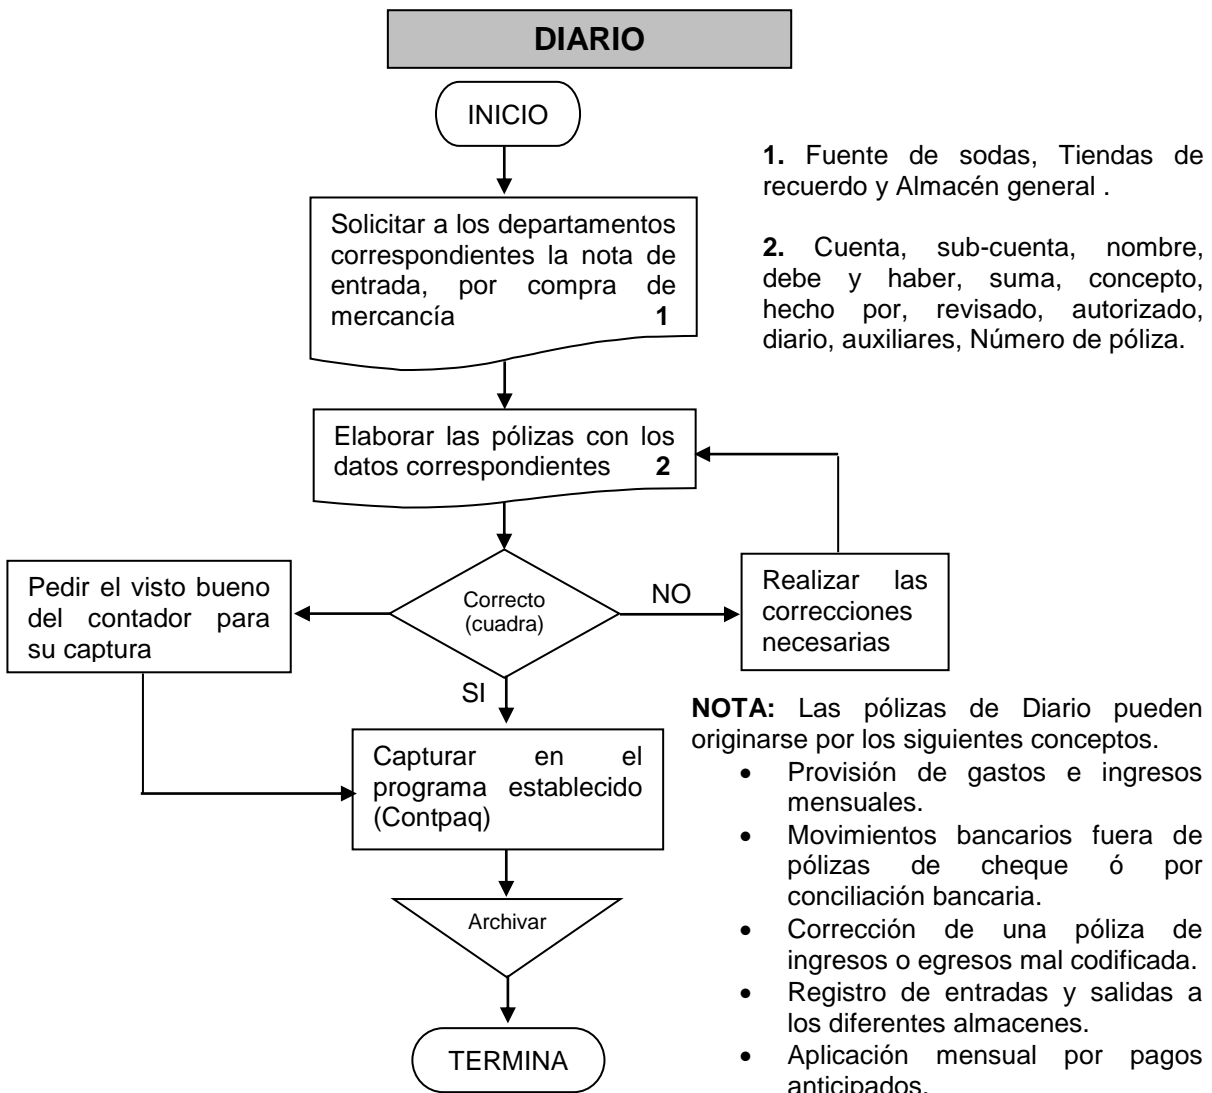 DIARIO
INICIO
1. Fuente de sodas, Tiendas de
recuerdo y Almacén general .
2. Cuenta, sub-cuenta, nombre,
debe y haber, suma, concepto,
hecho por, revisado, autorizado,
diario, auxiliares, Número de póliza.
Solicitar a los departamentos
correspondientes la nota de
entrada, por compra de
mercancía 1
Elaborar las pólizas con los
datos correspondientes 2
Pedir el visto bueno
del contador para
su captura
Correcto
(cuadra)
NO
Realizar las
correcciones
necesarias
SI
Capturar en el
programa establecido
(Contpaq)
Archivar
TERMINA
NOTA: Las pólizas de Diario pueden
originarse por los siguientes conceptos.
• Provisión de gastos e ingresos
mensuales.
• Movimientos bancarios fuera de
pólizas de cheque ó por
conciliación bancaria.
• Corrección de una póliza de
ingresos o egresos mal codificada.
• Registro de entradas y salidas a
los diferentes almacenes.
• Aplicación mensual por pagos
anticipados.